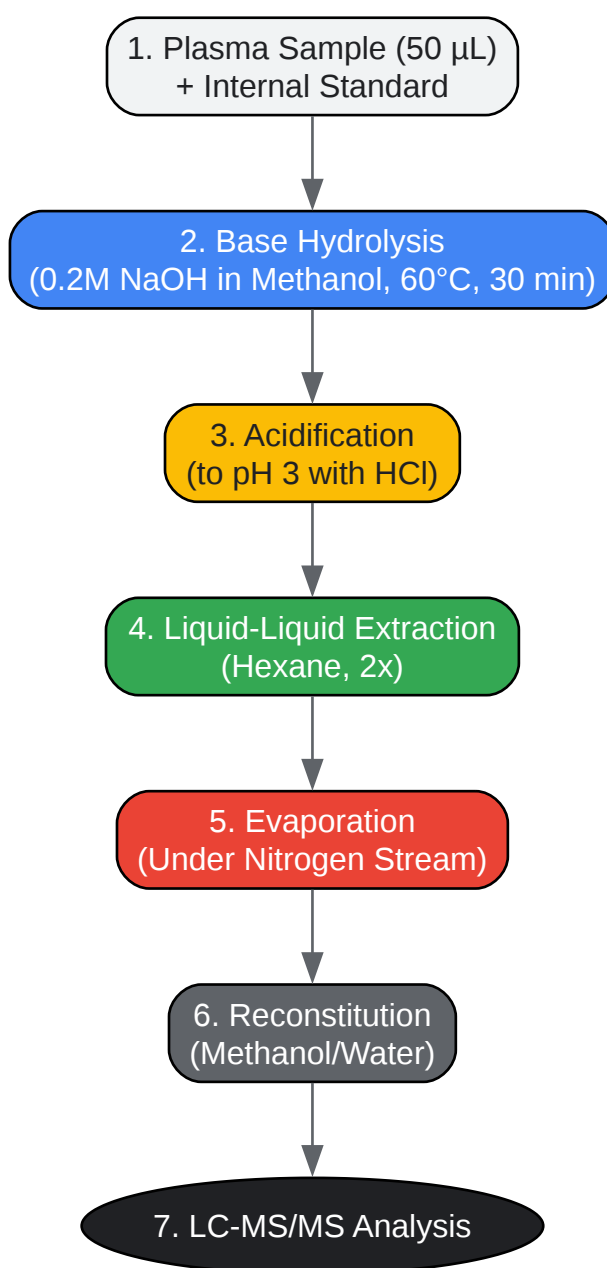 1. Plasma Sample (50 µL)
+ Internal Standard
2. Base Hydrolysis
(0.2M NaOH in Methanol, 60°C, 30 min)
3. Acidification
(to pH 3 with HCl)
4. Liquid-Liquid Extraction
(Hexane, 2x)
5. Evaporation
(Under Nitrogen Stream)
6. Reconstitution
(Methanol/Water)
7. LC-MS/MS Analysis